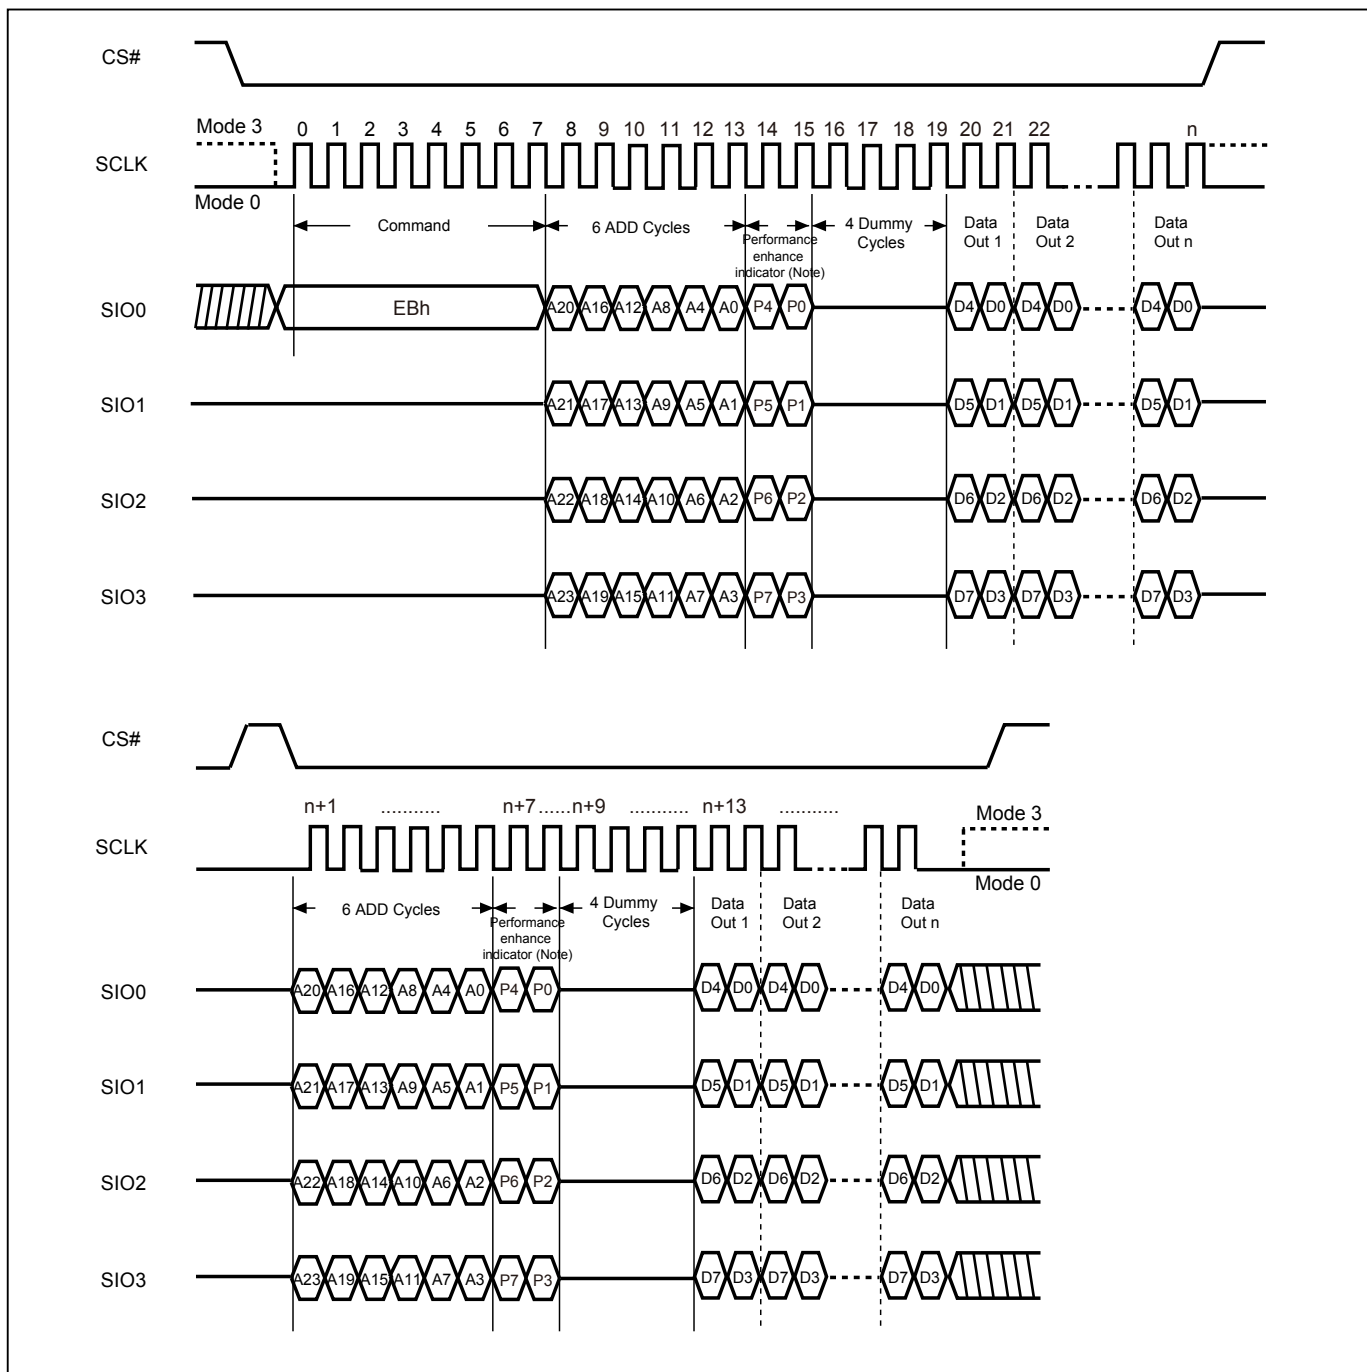 CS#
Mode 3
0 1 2 3 4 5 6 7 8 9 10 11 12 13 14 15 16 17 18 19 20 21 22 n
SCLK
Mode 0
Command 6 ADD Cycles Performance enhance indicator (Note) 4 Dummy Cycles Data Out 1 Data Out 2 Data Out n
SIO0 EBh A20 A16 A12 A8 A4 A0 P4 P0 D4 D0 D4 D0 D4 D0
SIO1 A21 A17 A13 A9 A5 A1 P5 P1 D5 D1 D5 D1 D5 D1
SIO2 A22 A18 A14 A10 A6 A2 P6 P2 D6 D2 D6 D2 D6 D2
SIO3 A23 A19 A15 A11 A7 A3 P7 P3 D7 D3 D7 D3 D7 D3
CS#
n+1 ........... n+7 ......n+9 ........... n+13 ...........
Mode 3
SCLK
Mode 0
6 ADD Cycles Performance enhance indicator (Note) 4 Dummy Cycles Data Out 1 Data Out 2 Data Out n
SIO0 A20 A16 A12 A8 A4 A0 P4 P0 D4 D0 D4 D0 D4 D0
SIO1 A21 A17 A13 A9 A5 A1 P5 P1 D5 D1 D5 D1 D5 D1
SIO2 A22 A18 A14 A10 A6 A2 P6 P2 D6 D2 D6 D2 D6 D2
SIO3 A23 A19 A15 A11 A7 A3 P7 P3 D7 D3 D7 D3 D7 D3